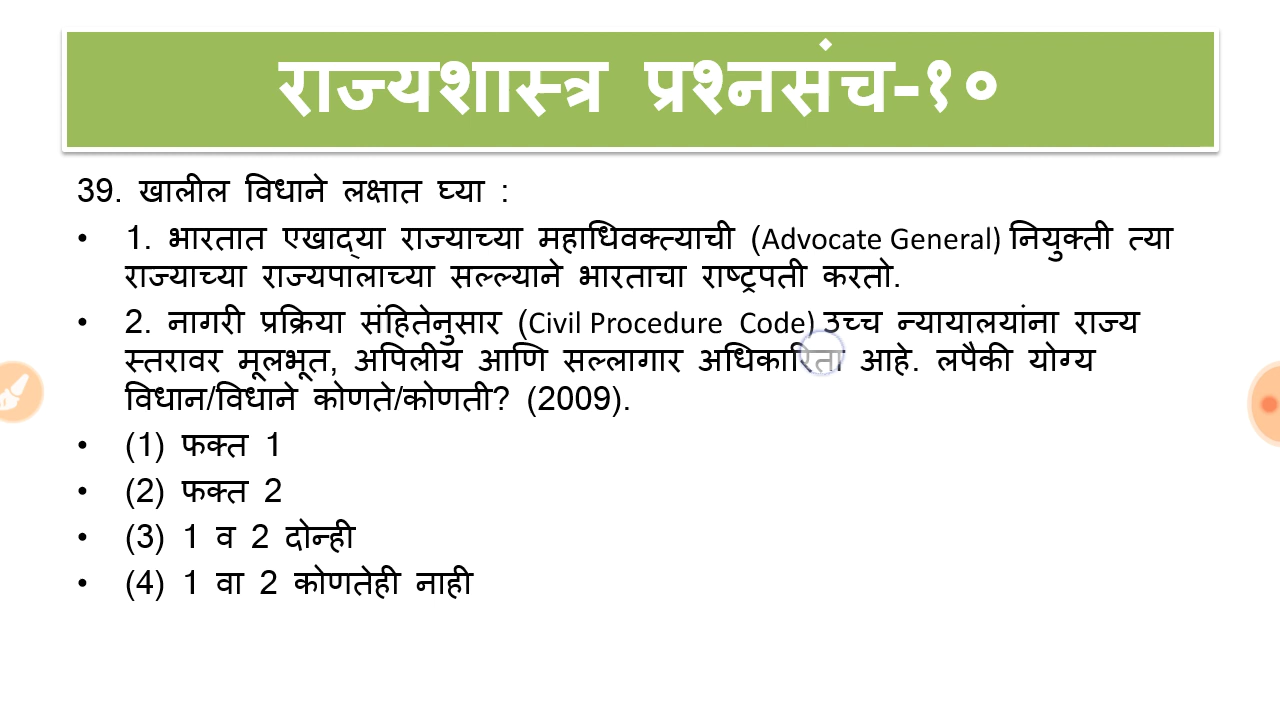 राज्यशास्त्र प्रश्नसंच-१०
39. खालील विधाने लक्षात घ्या :
• 1. भारतात एखाद्या राज्याच्या महाधिवक्त्याची (Advocate General) नियुक्ती त्या
राज्याच्या राज्यपालाच्या सल्ल्याने भारताचा राष्ट्रपती करतो.
• 2. नागरी प्रक्रिया संहितेनुसार (Civil Procedure Code) उच्च न्यायालयांना राज्य
स्तरावर मूलभूत, अपिलीय आणि सल्लागार अधिकारिता आहे. लपैकी योग्य
विधान/विधाने कोणते/कोणती? (2009).
• (1) फक्त 1
• (2) फक्त 2
• (3) 1 व 2 दोन्ही
• (4) 1 वा 2 कोणतेही नाही